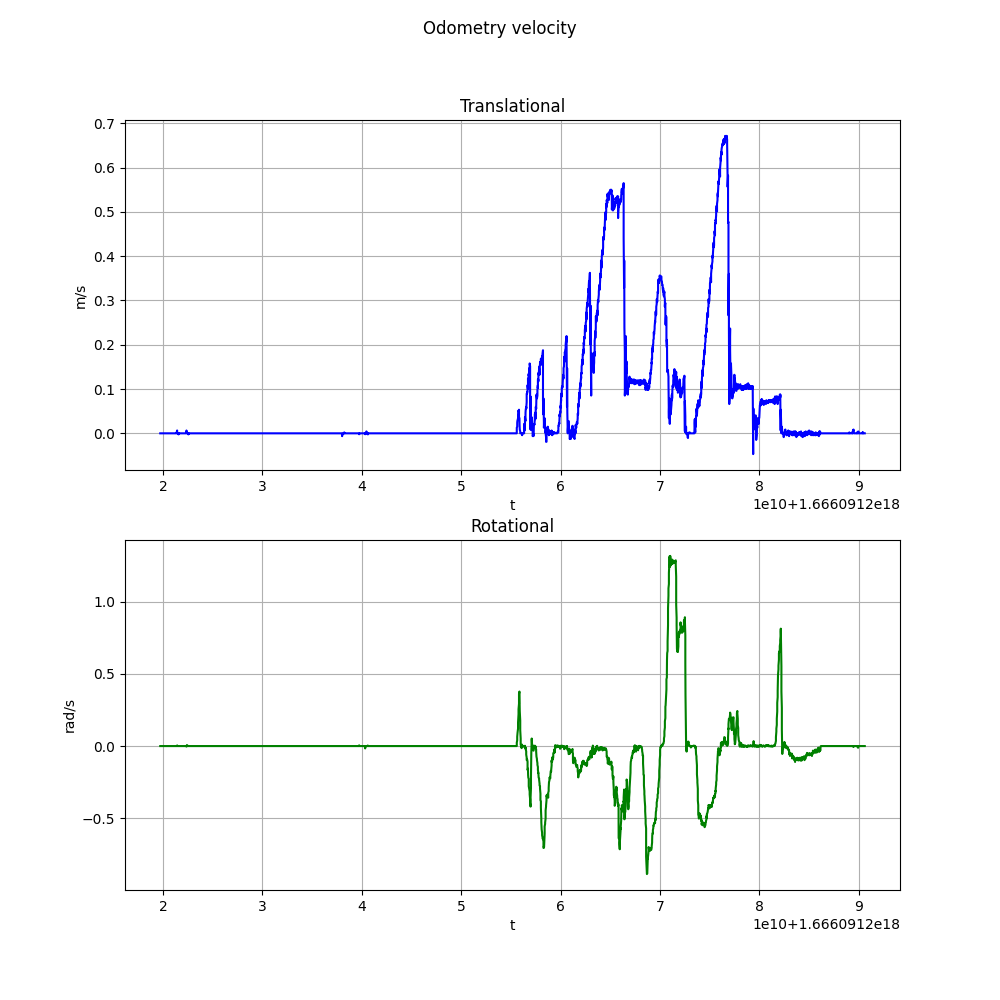 Odometry velocity
Translational
0.7
0.6
0.5
0.4
0.3
0.2
0.1
0.0
m/s
2 3 4 5 6 7 8 9
t
1e10+1.6660912e18
Rotational
1.0
0.5
0.0
−0.5
rad/s
2 3 4 5 6 7 8 9
t
1e10+1.6660912e18